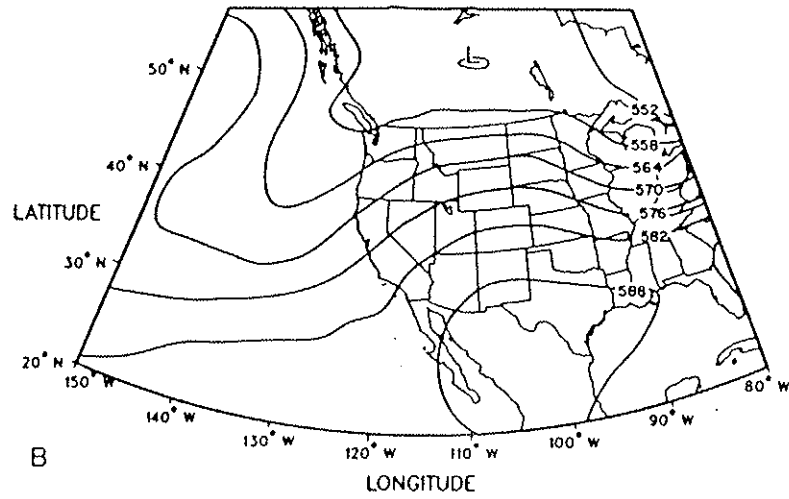 L
50° N
552
558
40° N
564
570
LATITUDE
576
582
30° N
588
20° N
150° W
80° W
140° W
90° W
130° W
100° W
120° W
110° W
B
LONGITUDE